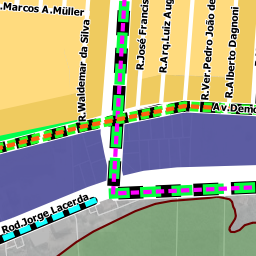 .Marcos A.Müller
R.Waldemar da Silva
R.José Francis
R.Arq.Luiz Aug
R.Ver.Pedro João de
R.Alberto Dagnoni
Av.Demo
Rod.Jorge Lacerda